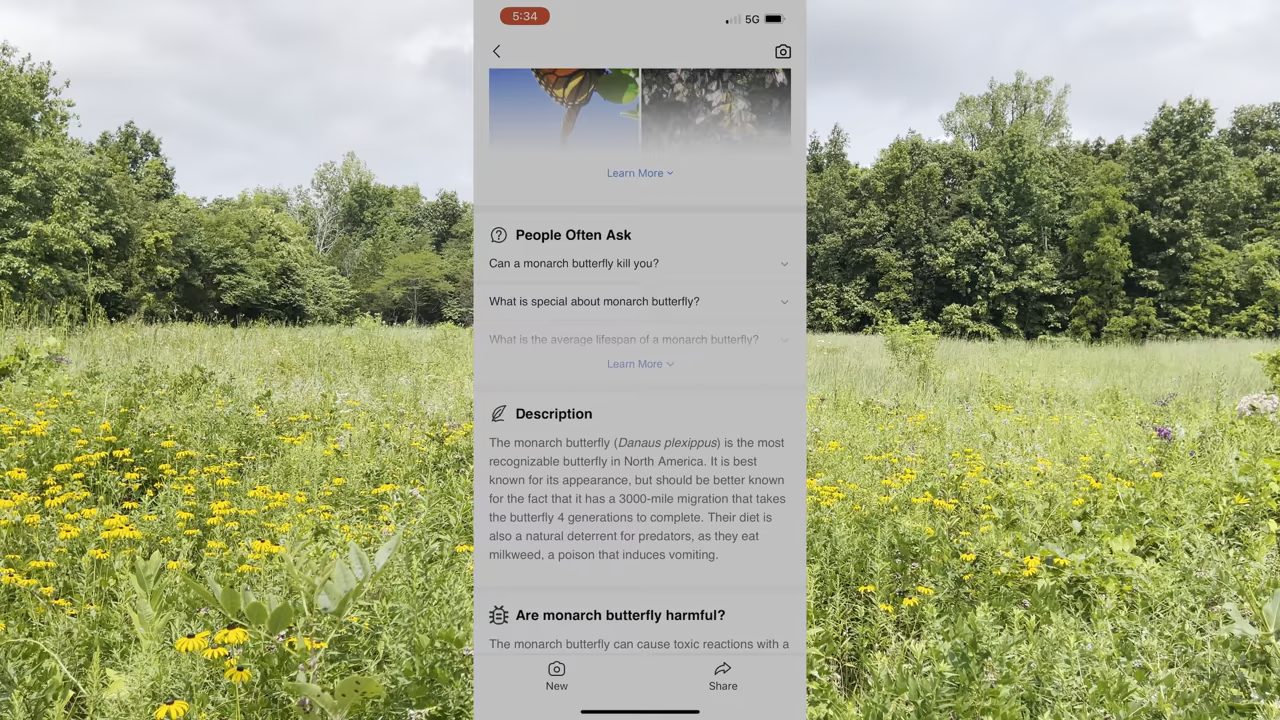 5:34
5G
Learn More
People Often Ask
Can a monarch butterfly kill you?
What is special about monarch butterfly?
What is the average lifespan of a monarch butterfly?
Learn More
Description
The monarch butterfly (Danaus plexippus) is the most
recognizable butterfly in North America. It is best
known for its appearance, but should be better known
for the fact that it has a 3000-mile migration that takes
the butterfly 4 generations to complete. Their diet is
also a natural deterrent for predators, as they eat
milkweed, a poison that induces vomiting.
Are monarch butterfly harmful?
The monarch butterfly can cause toxic reactions with a
New
Share